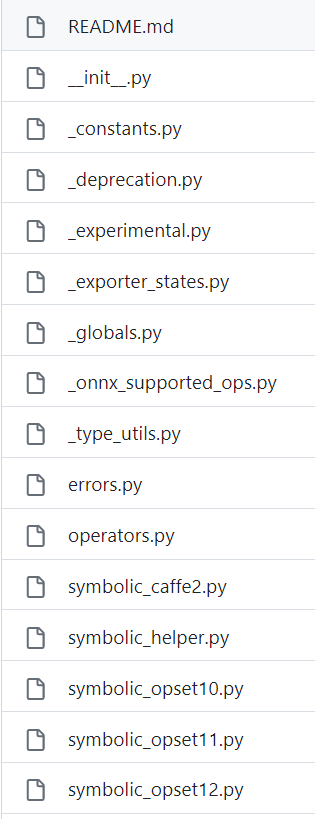 README.md
__init__.py
_constants.py
_deprecation.py
_experimental.py
_exporter_states.py
_globals.py
_onnx_supported_ops.py
_type_utils.py
errors.py
operators.py
symbolic_caffe2.py
symbolic_helper.py
symbolic_opset10.py
symbolic_opset11.py
symbolic_opset12.py